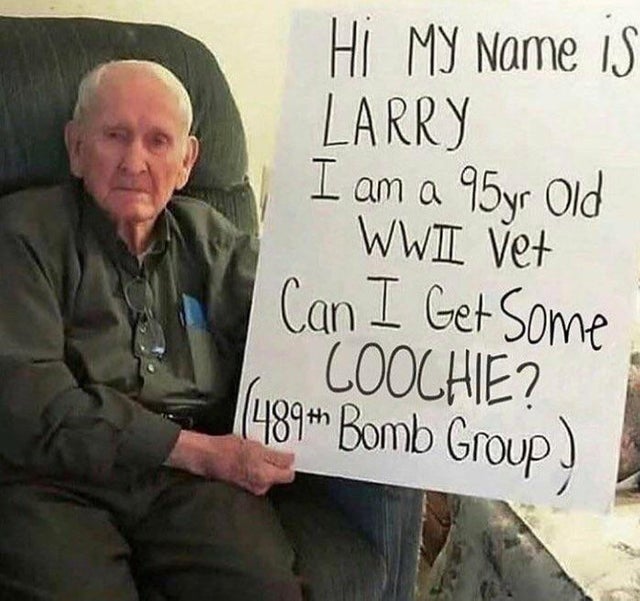 Hi My Name is
LARRY
I am a 95yr Old
WWII Vet
Can I Get Some
COOCHIE?
(489th Bomb Group)